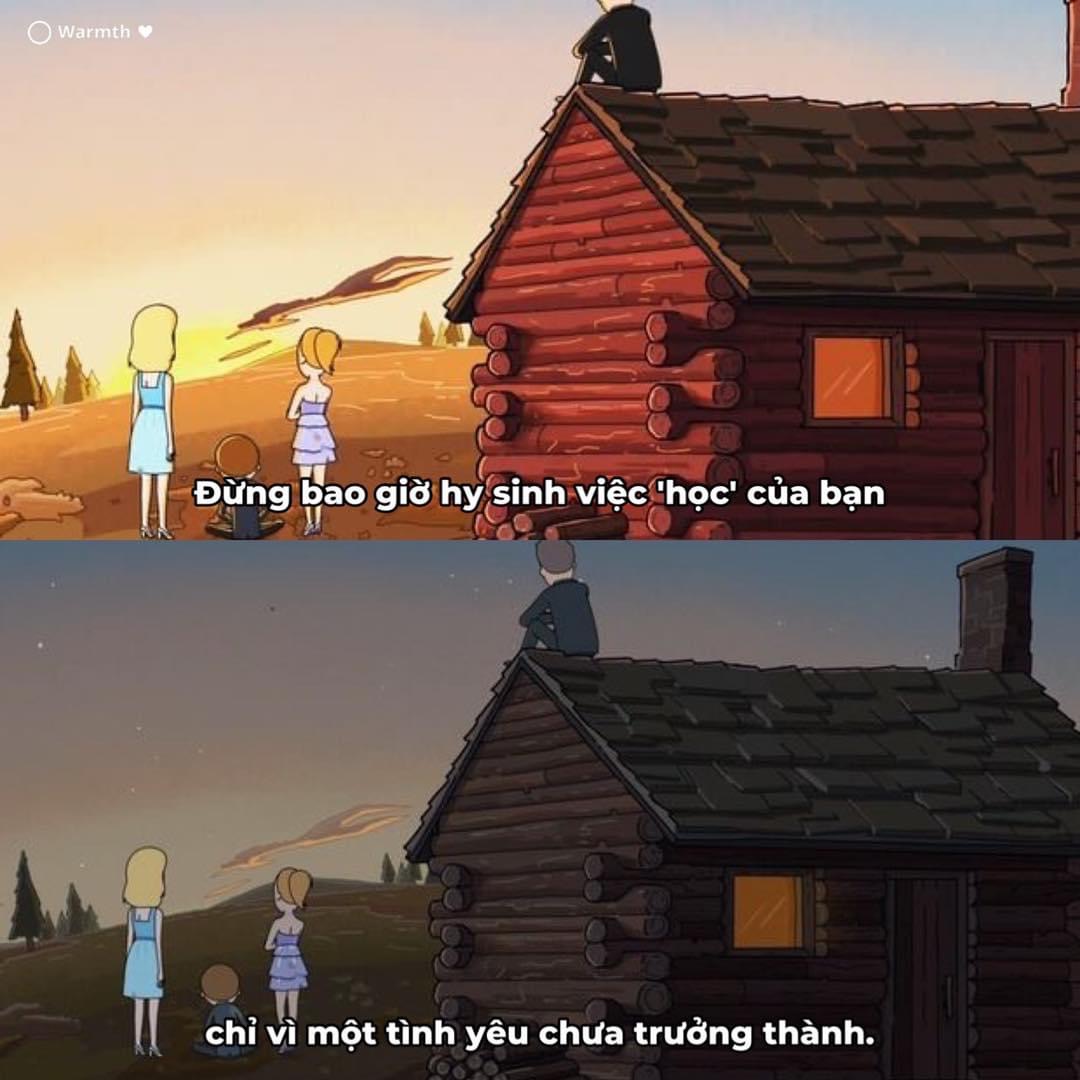 Warmth ♥
Đừng bao giờ hy sinh việc 'học' của bạn
chỉ vì một tình yêu chưa trưởng thành.